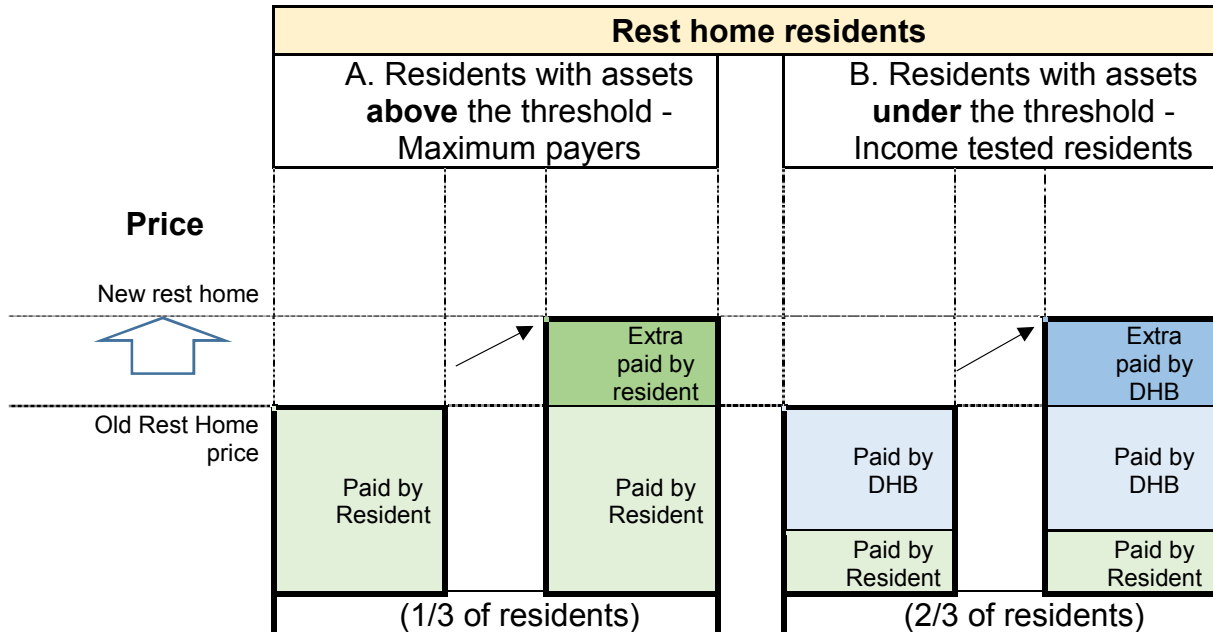 Rest home residents
A. Residents with assets
above the threshold -
Maximum payers
B. Residents with assets
under the threshold -
Income tested residents
Price
New rest home
Old Rest Home
price
Paid by
Resident
Extra
paid by
resident
Paid by
Resident
Paid by
DHB
Paid by
Resident
Extra
paid by
DHB
Paid by
DHB
Paid by
Resident
(1/3 of residents)
(2/3 of residents)